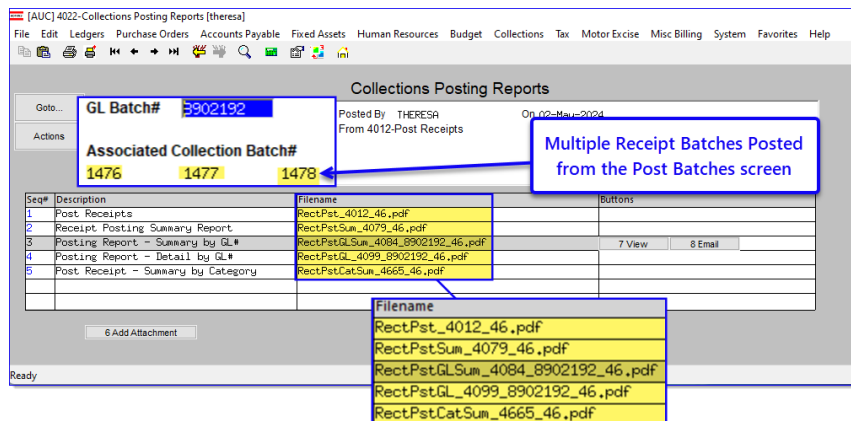 [AUC] 4022-Collections Posting Reports [theresa]
File Edit Ledgers Purchase Orders Accounts Payable Fixed Assets Human Resources Budget Collections Tax Motor Excise Misc Billing System Favorites Help
Collections Posting Reports
Goto...
Actions
GL Batch# 8902192
Associated Collection Batch#
1476 1477 1478
Posted By THERESA On 02-May-2024
From 4012-Post Receipts
Multiple Receipt Batches Posted
from the Post Batches screen
Seq# Description Filename Buttons
1 Post Receipts RectPst_4012_46.pdf
2 Receipt Posting Summary Report RectPstSum_4079_46.pdf
3 Posting Report - Summary by GL# RectPstGLSum_4084_8902192_46.pdf 7 View 8 Email
4 Posting Report - Detail by GL# RectPstGL_4099_8902192_46.pdf
5 Post Receipt - Summary by Category RectPstCatSum_4665_46.pdf
6 Add Attachment
Filename
RectPst_4012_46.pdf
RectPstSum_4079_46.pdf
RectPstGLSum_4084_8902192_46.pdf
RectPstGL_4099_8902192_46.pdf
RectPstCatSum_4665_46.pdf
Ready